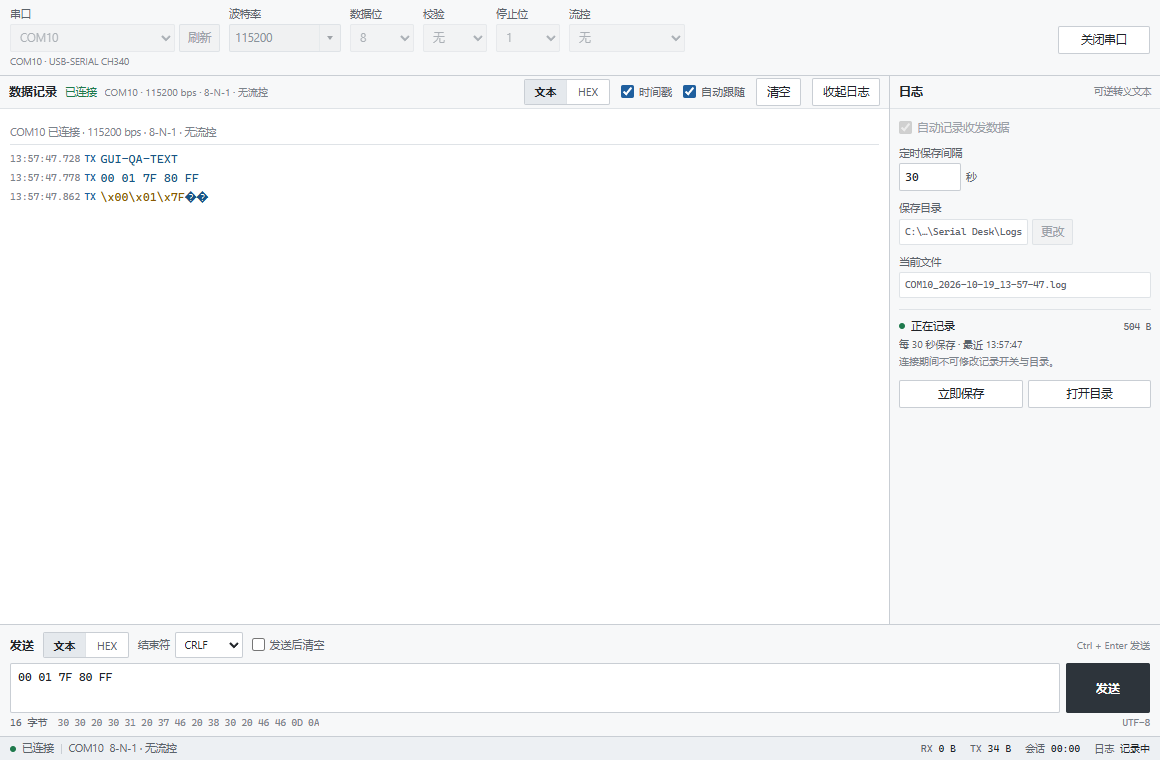 串口 波特率 数据位 校验 停止位 流控
COM10 刷新 115200 8 无 1 无 关闭串口
COM10 · USB-SERIAL CH340
数据记录 已连接 COM10 · 115200 bps · 8-N-1 · 无流控 文本 HEX 时间戳 自动跟随 清空 收起日志
日志 可逆转义文本
COM10 已连接 · 115200 bps · 8-N-1 · 无流控
13:57:47.728 TX GUI-QA-TEXT
13:57:47.778 TX 00 01 7F 80 FF
13:57:47.862 TX \x00\x01\x7F��
自动记录收发数据
定时保存间隔
30 秒
保存目录
C:\…\Serial Desk\Logs 更改
当前文件
COM10_2026-10-19_13-57-47.log
正在记录 504 B
每 30 秒保存 · 最近 13:57:47
连接期间不可修改记录开关与目录。
立即保存 打开目录
发送 文本 HEX 结束符 CRLF 发送后清空 Ctrl + Enter 发送
00 01 7F 80 FF
发送
16 字节 30 30 20 30 31 20 37 46 20 38 30 20 46 46 0D 0A UTF-8
已连接 COM10 8-N-1 · 无流控 RX 0 B TX 34 B 会话 00:00 日志 记录中